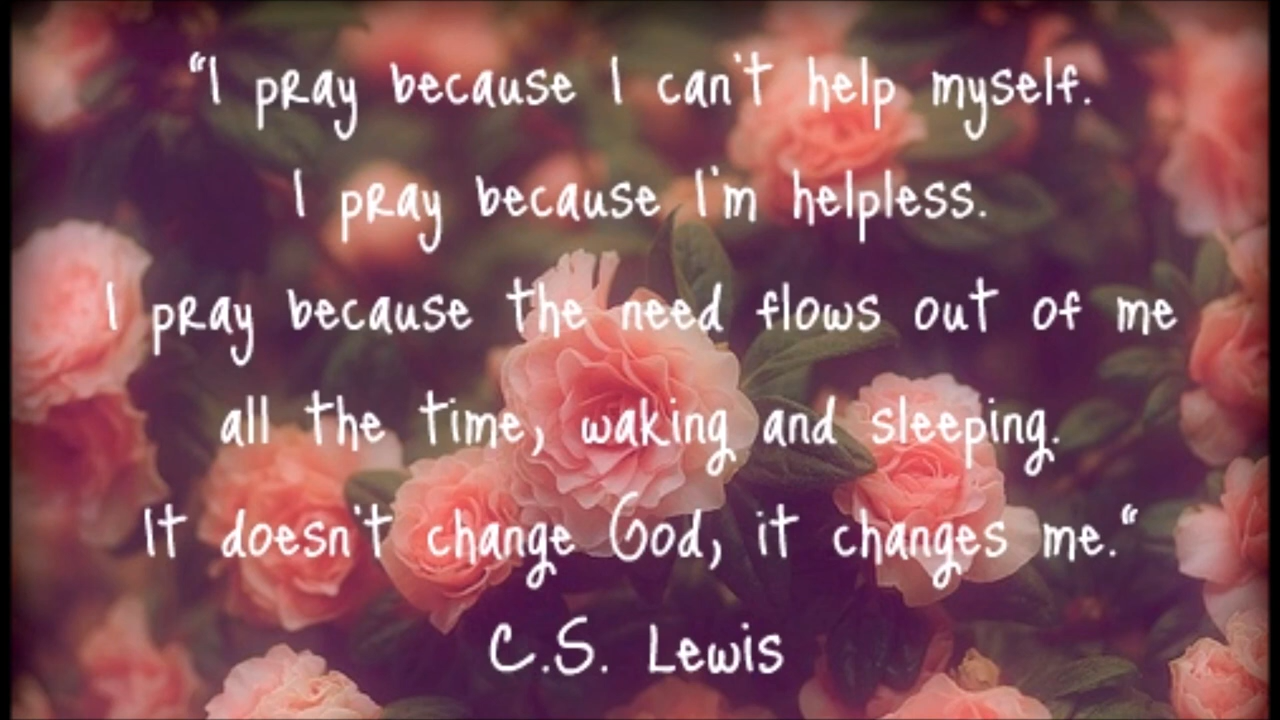 “I pray because I can't help myself.
I pray because I'm helpless.
I pray because the need flows out of me
all the time, waking and sleeping.
It doesn't change God, it changes me.“
C.S. Lewis